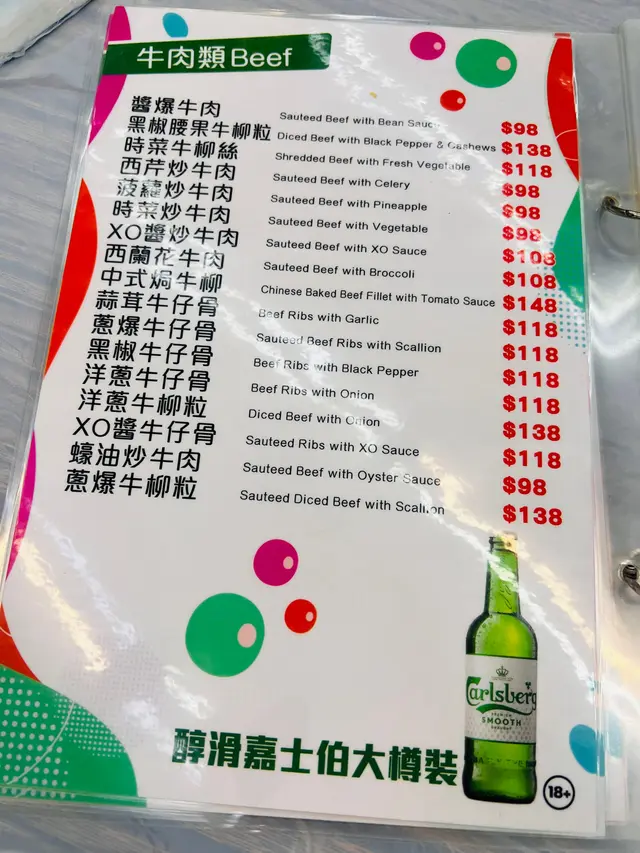 牛肉類 Beef
醬爆牛肉 Sauteed Beef with Bean Sauce $98
黑椒腰果牛柳粒 Diced Beef with Black Pepper & Cashews $138
時菜牛柳絲 Shredded Beef with Fresh Vegetable $118
西芹炒牛肉 Sauteed Beef with Celery $98
菠蘿炒牛肉 Sauteed Beef with Pineapple $98
時菜炒牛肉 Sauteed Beef with Vegetable $98
XO醬炒牛肉 Sauteed Beef with XO Sauce $108
西蘭花牛肉 Sauteed Beef with Broccoli $108
中式焗牛柳 Chinese Baked Beef Fillet with Tomato Sauce $148
蒜茸牛仔骨 Beef Ribs with Garlic $118
蔥爆牛仔骨 Sauteed Beef Ribs with Scallion $118
黑椒牛仔骨 Beef Ribs with Black Pepper $118
洋蔥牛仔骨 Beef Ribs with Onion $118
洋蔥牛柳粒 Diced Beef with Onion $138
XO醬牛仔骨 Sauteed Ribs with XO Sauce $118
蠔油炒牛肉 Sauteed Beef with Oyster Sauce $98
蔥爆牛柳粒 Sauteed Diced Beef with Scallion $138
Carlsberg
PREMIUM
SMOOTH
DRAUGHT
醇滑嘉士伯大樽裝
18+